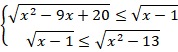 √(x² − 9x + 20) ≤ √(x − 1)
√(x − 1) ≤ √(x² − 13)